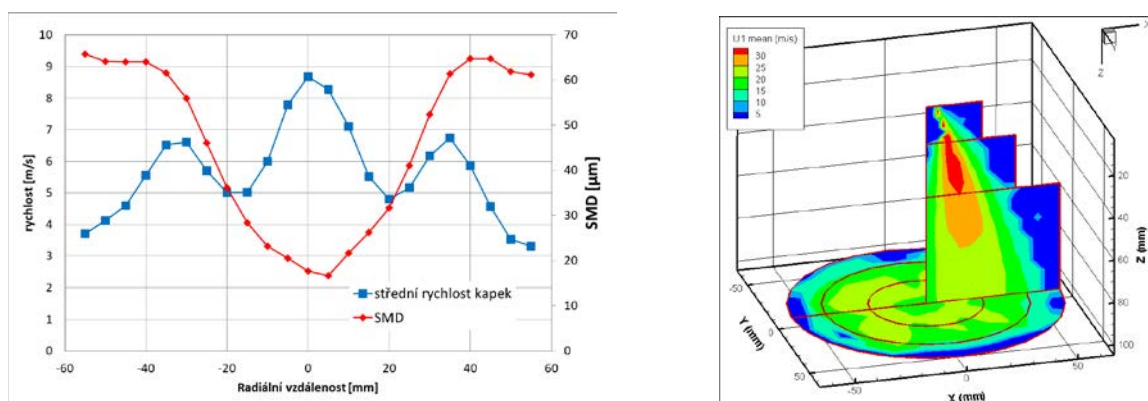 10
9
8
7
6
5
4
3
2
1
0
rychlost [m/s]
70
60
50
40
30
20
10
0
SMD [µm]
střední rychlost kapek
SMD
-60 -40 -20 0 20 40 60
Radiální vzdálenost [mm]
U1 mean (m/s)
30
25
20
15
10
5
X
Z
20
40
60
80
100
Z (mm)
-50
0
50
Y (mm)
-50 0 50
X (mm)